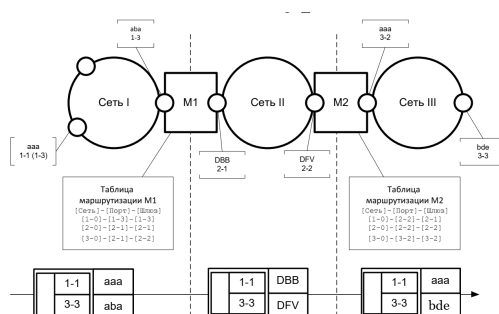 aba
1-3
aaa
3-2
Сеть I
М1
Сеть II
М2
Сеть III
aaa
1-1 (1-3)
DBB
2-1
DFV
2-2
bde
3-3
Таблица
маршрутизации М1
[Сеть]-[Порт]-[Шлюз]
[1-0]-[1-3]-[1-3]
[2-0]-[2-1]-[2-1]
[3-0]-[2-1]-[2-2]
Таблица
маршрутизации М2
[Сеть]-[Порт]-[Шлюз]
[1-0]-[2-2]-[2-1]
[2-0]-[2-2]-[2-2]
[3-0]-[3-2]-[3-2]
1-1 aaa
3-3 aba
1-1 DBB
3-3 DFV
1-1 aaa
3-3 bde